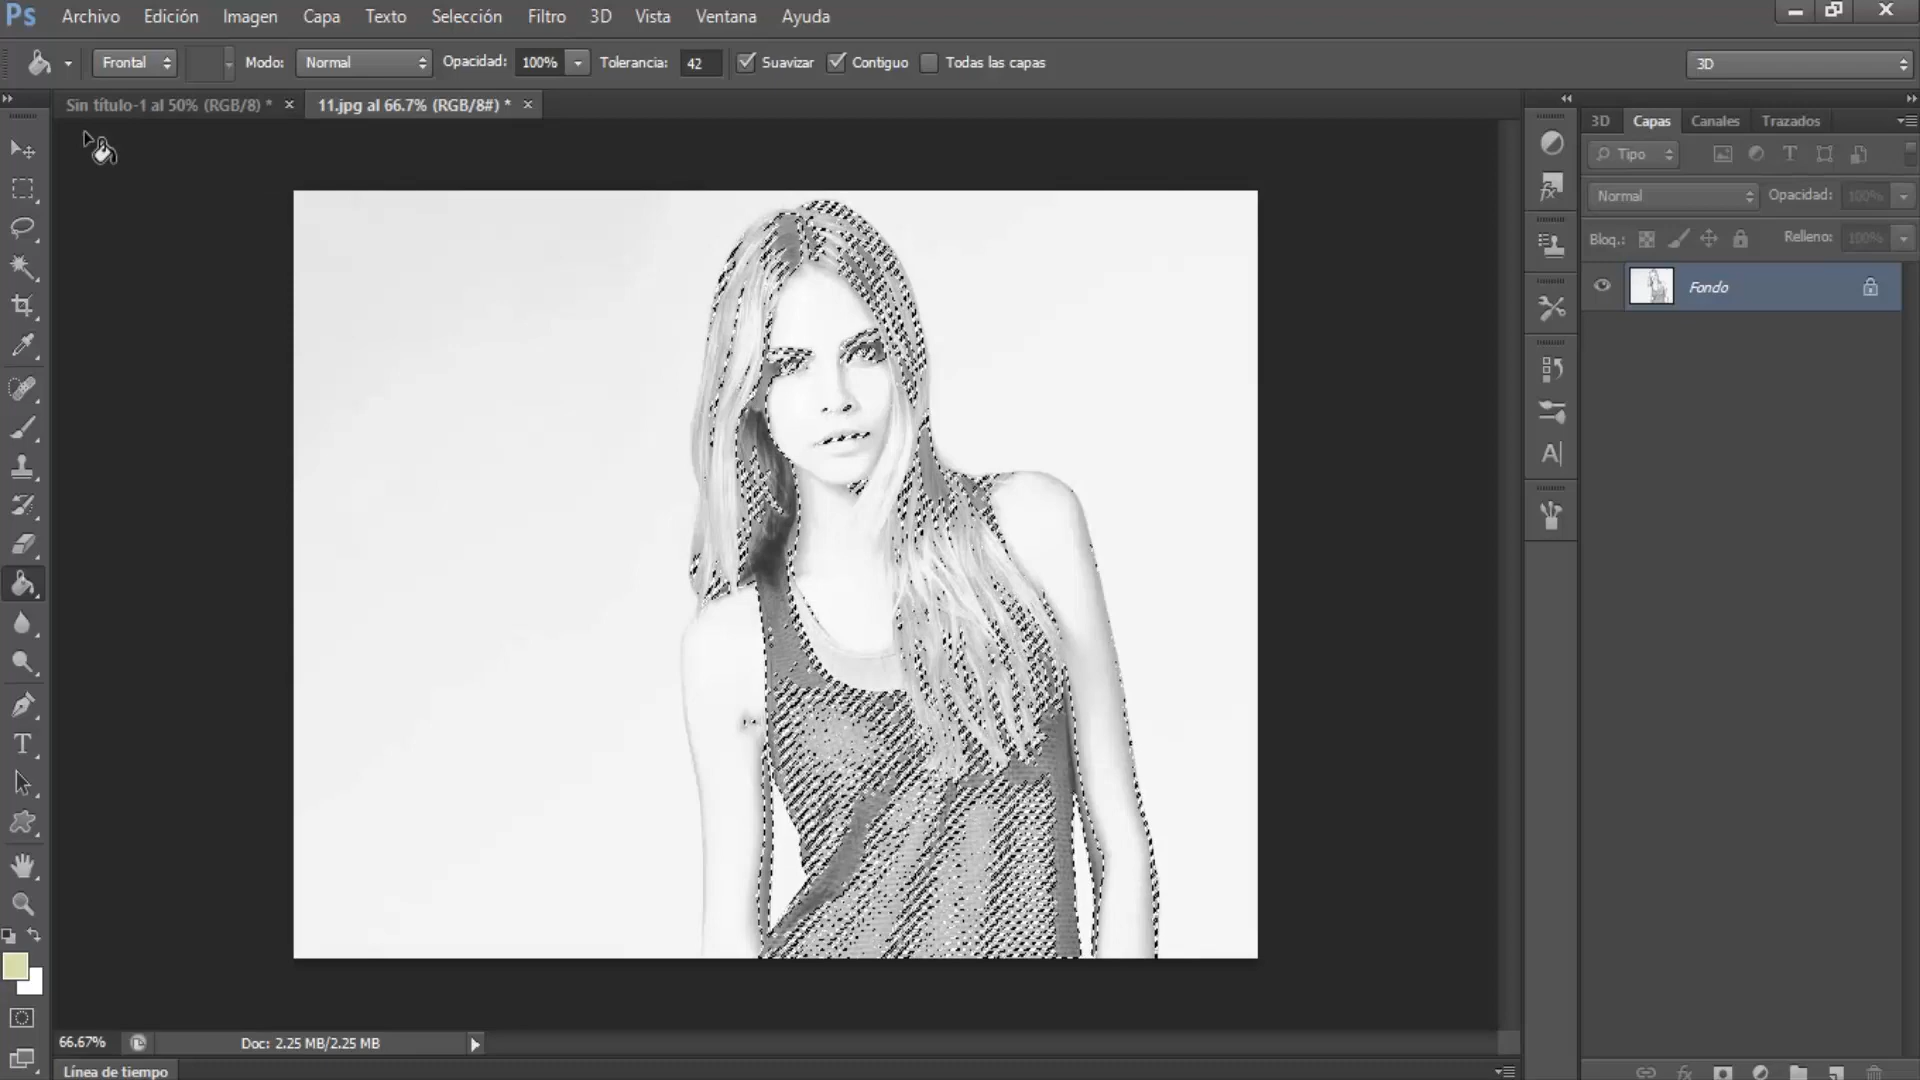 Ps Archivo Edición Imagen Capa Texto Selección Filtro 3D Vista Ventana Ayuda
Frontal Modo: Normal Opacidad: 100% Tolerancia: 42 Suavizar Contiguo Todas las capas 3D
Sin título-1 al 50% (RGB/8) * 11.jpg al 66.7% (RGB/8#) *
3D Capas Canales Trazados
Tipo
Normal Opacidad: 100%
Bloq.: Relleno: 100%
Fondo
66.67% Doc: 2.25 MB/2.25 MB
Línea de tiempo